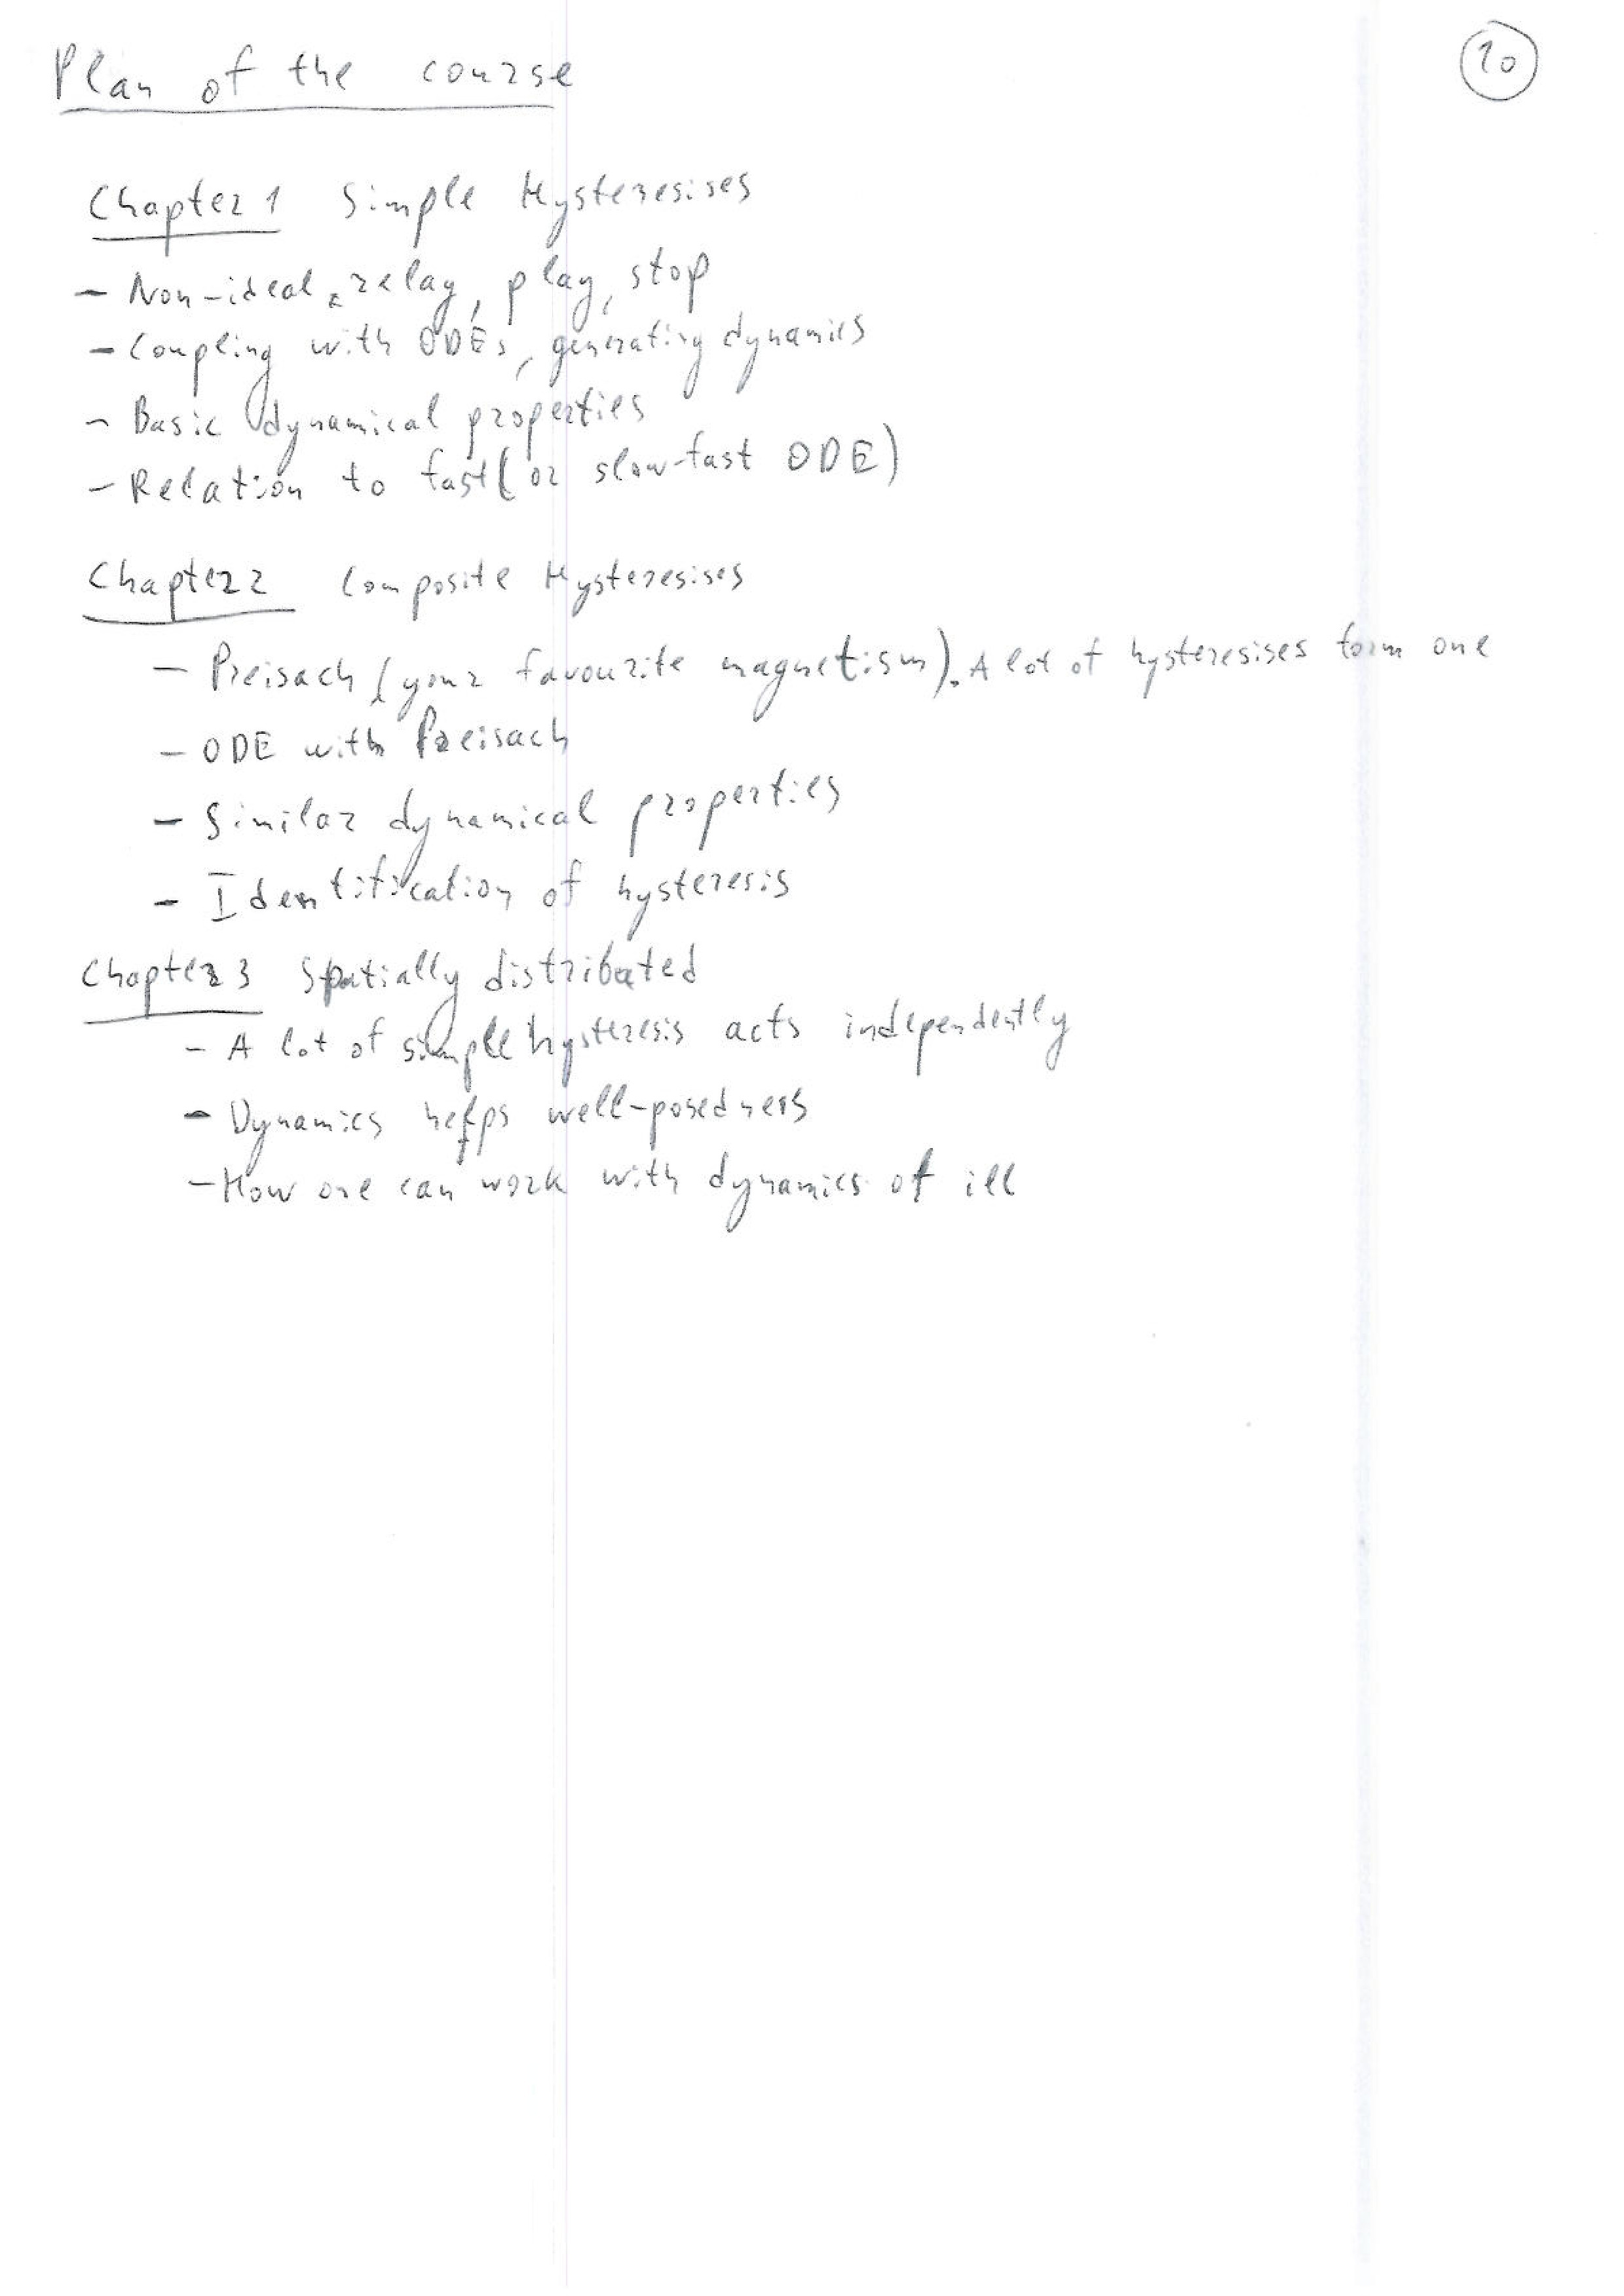 Plan of the course
10
Chapter 1 Simple Hysteresises
- Non-ideal relay, play, stop
- Coupling with ODEs, generating dynamics
- Basic dynamical properties
- Relation to fast (or slow-fast ODE)
Chapter 2 Composite Hysteresises
- Preisach (your favourite magnetism). A lot of hysteresises form one
- ODE with Preisach
- Similar dynamical properties
- Identification of hysteresis
Chapter 3 Spatially distributed
- A lot of simple hysteresis acts independently
- Dynamics helps well-posedness
- How one can work with dynamics of ill